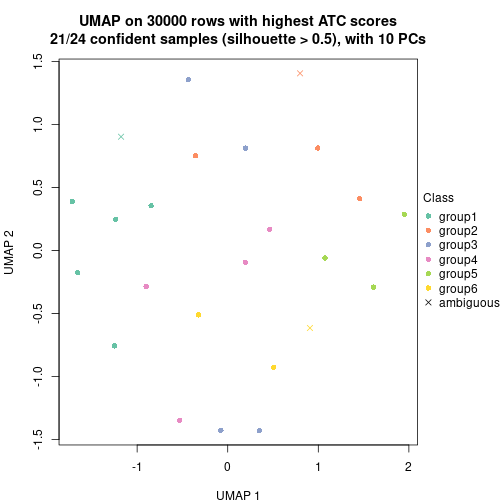 UMAP on 30000 rows with highest ATC scores
21/24 confident samples (silhouette > 0.5), with 10 PCs
1.5
1.0
0.5
0.0
-0.5
-1.0
-1.5
UMAP 2
-1
0
1
2
UMAP 1
Class
group1
group2
group3
group4
group5
group6
ambiguous